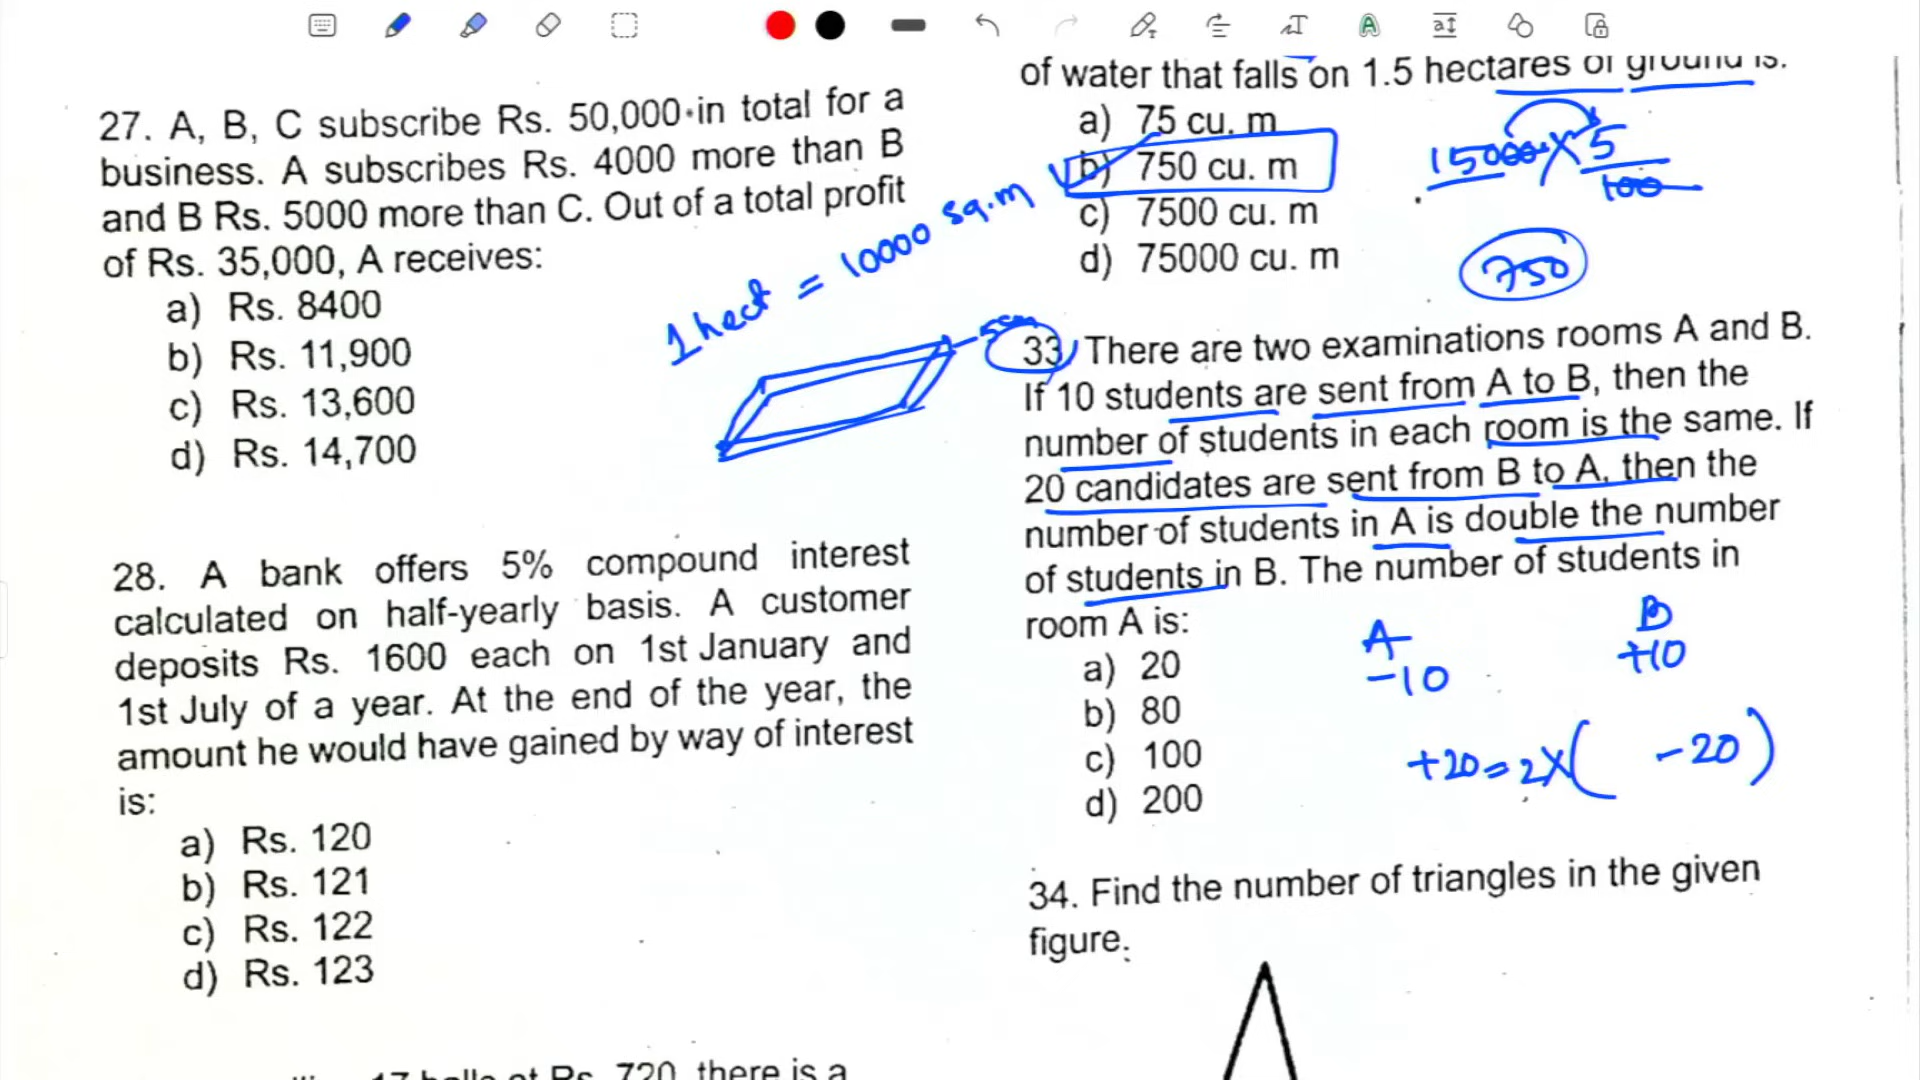 27. A, B, C subscribe Rs. 50,000 in total for a
business. A subscribes Rs. 4000 more than B
and B Rs. 5000 more than C. Out of a total profit
of Rs. 35,000, A receives:
a) Rs. 8400
b) Rs. 11,900
c) Rs. 13,600
d) Rs. 14,700
28. A bank offers 5% compound interest
calculated on half-yearly basis. A customer
deposits Rs. 1600 each on 1st January and
1st July of a year. At the end of the year, the
amount he would have gained by way of interest
is:
a) Rs. 120
b) Rs. 121
c) Rs. 122
d) Rs. 123
17 balls at Rs. 720, there is a
of water that falls on 1.5 hectares of ground is:
a) 75 cu. m
b) 750 cu. m
c) 7500 cu. m
d) 75000 cu. m
15000 × 5
100
750
1 hect = 10000 sq.m
5cm
33. There are two examinations rooms A and B.
If 10 students are sent from A to B, then the
number of students in each room is the same. If
20 candidates are sent from B to A, then the
number of students in A is double the number
of students in B. The number of students in
room A is:
a) 20
b) 80
c) 100
d) 200
A B
-10 +10
+20 = 2×( -20)
34. Find the number of triangles in the given
figure.